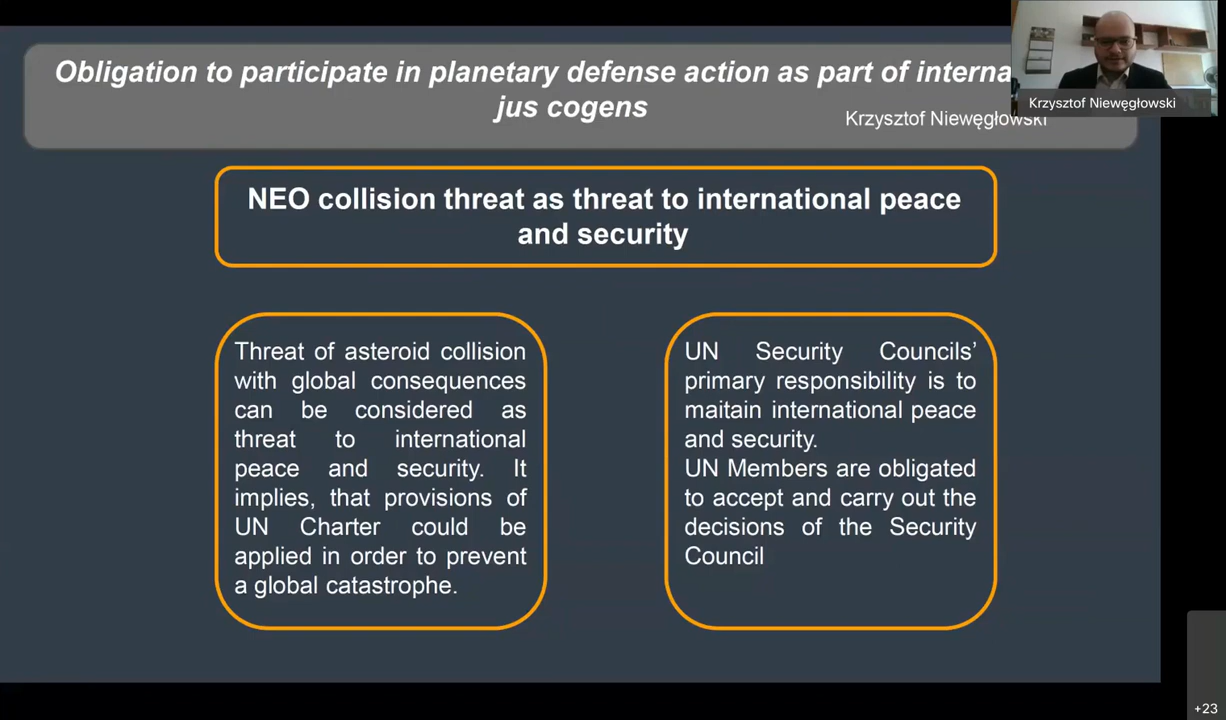 Obligation to participate in planetary defense action as part of interna
jus cogens
Krzysztof Niewęgłowski
Krzysztof Niewęgłowski
NEO collision threat as threat to international peace
and security
Threat of asteroid collision
with global consequences
can be considered as
threat to international
peace and security. It
implies, that provisions of
UN Charter could be
applied in order to prevent
a global catastrophe.
UN Security Councils’
primary responsibility is to
maitain international peace
and security.
UN Members are obligated
to accept and carry out the
decisions of the Security
Council
+23